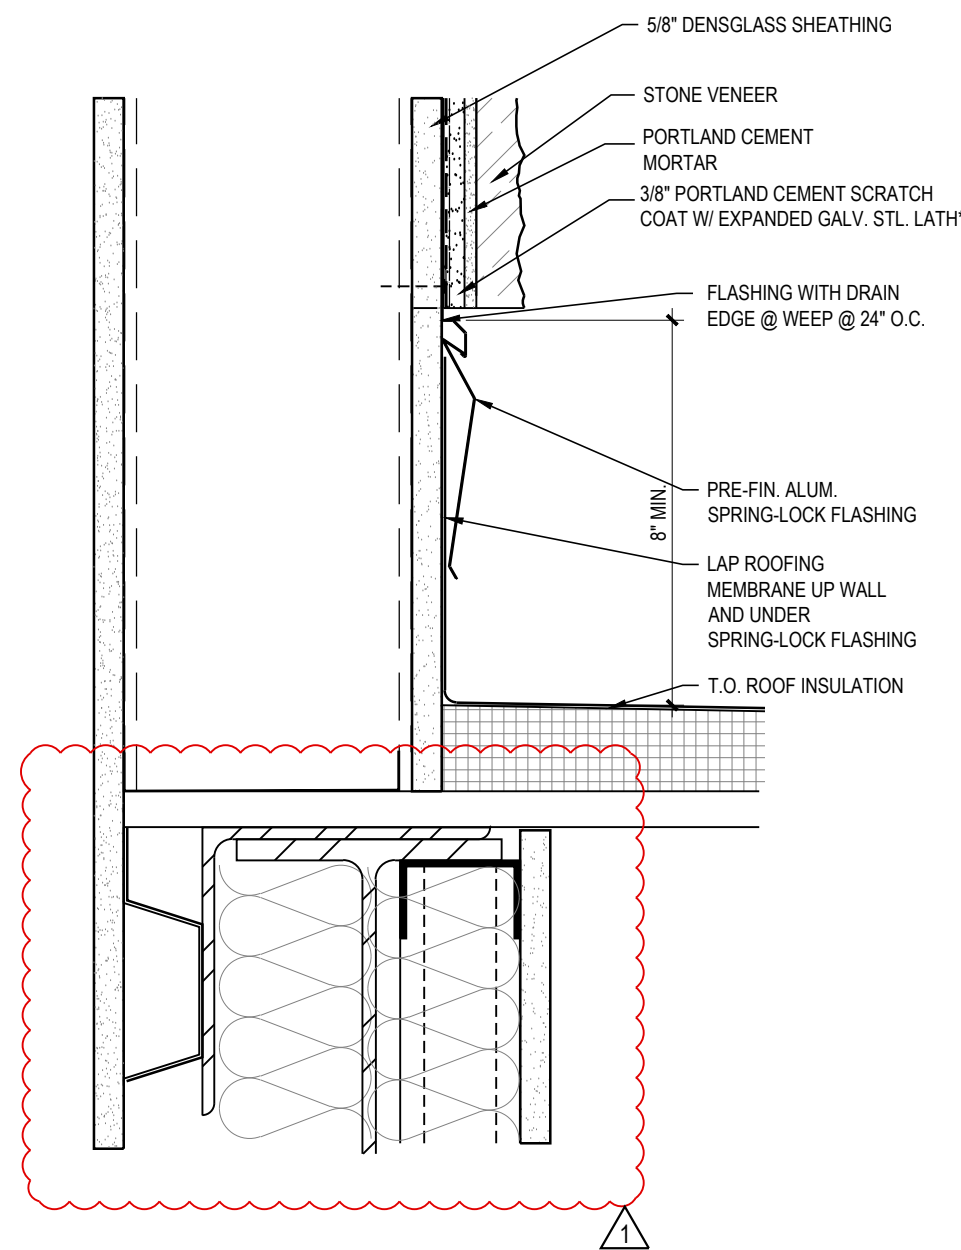 5/8" DENSGLASS SHEATHING
STONE VENEER
PORTLAND CEMENT
MORTAR
3/8" PORTLAND CEMENT SCRATCH
COAT W/ EXPANDED GALV. STL. LATH"
FLASHING WITH DRAIN
EDGE @ WEEP @ 24" O.C.
8" MIN.
PRE-FIN. ALUM.
SPRING-LOCK FLASHING
LAP ROOFING
MEMBRANE UP WALL
AND UNDER
SPRING-LOCK FLASHING
T.O. ROOF INSULATION
1